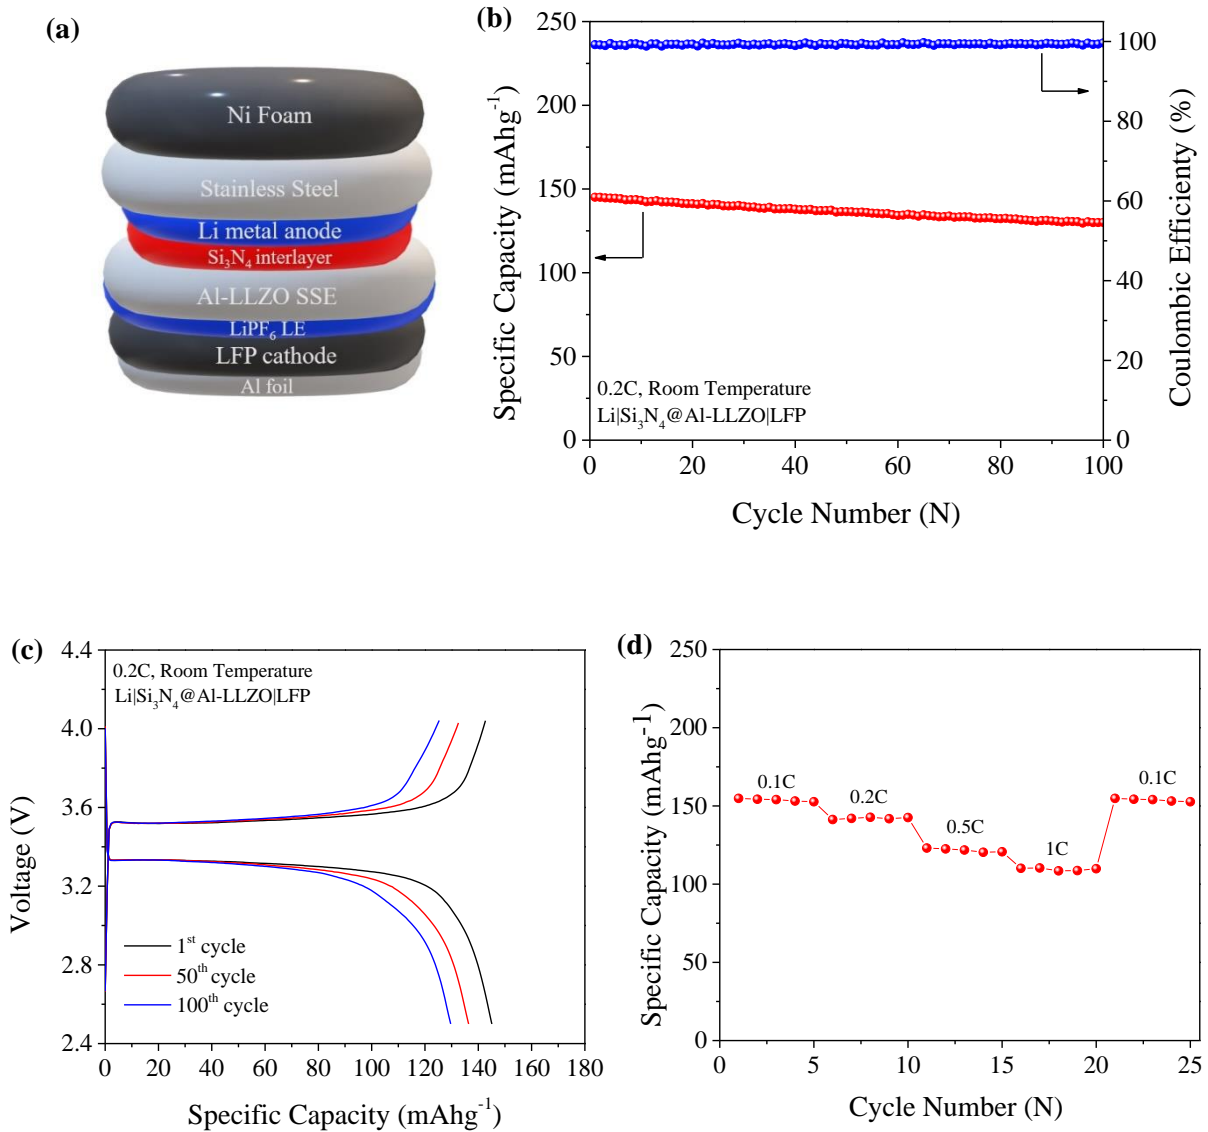 (a)
Ni Foam
Stainless Steel
Li metal anode
Si₃N₄ interlayer
Al-LLZO SSE
LiPF₆ LE
LFP cathode
Al foil
(b)
250
200
150
100
50
0
Specific Capacity (mAhg⁻¹)
100
80
60
40
20
0
Coulombic Efficienty (%)
0.2C, Room Temperature
Li|Si₃N₄@Al-LLZO|LFP
0 20 40 60 80 100
Cycle Number (N)
(c)
4.4
4.0
3.6
3.2
2.8
2.4
Voltage (V)
0.2C, Room Temperature
Li|Si₃N₄@Al-LLZO|LFP
1ˢᵗ cycle
50ᵗʰ cycle
100ᵗʰ cycle
0 20 40 60 80 100 120 140 160 180
Specific Capacity (mAhg⁻¹)
(d)
250
200
150
100
50
0
Specific Capacity (mAhg⁻¹)
0.1C
0.2C
0.5C
1C
0.1C
0 5 10 15 20 25
Cycle Number (N)